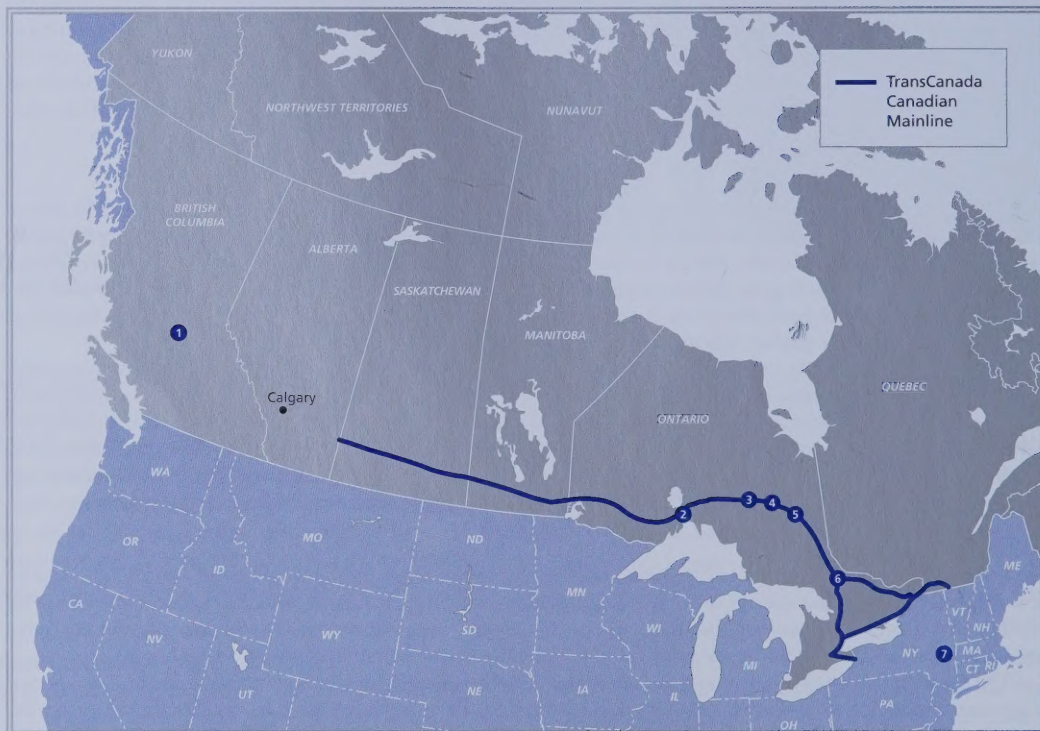 TransCanada
Canadian
Mainline
YUKON
NORTHWEST TERRITORIES
NUNAVUT
BRITISH
COLUMBIA
ALBERTA
SASKATCHEWAN
MANITOBA
1
Calgary
ONTARIO
QUEBEC
WA
2
3
4
5
OR
ID
MO
ND
MN
6
ME
CA
NV
WY
SD
WI
MI
NY
7
VT
NH
MA
CT
RI
UT
NE
IA
IL
OH
PA